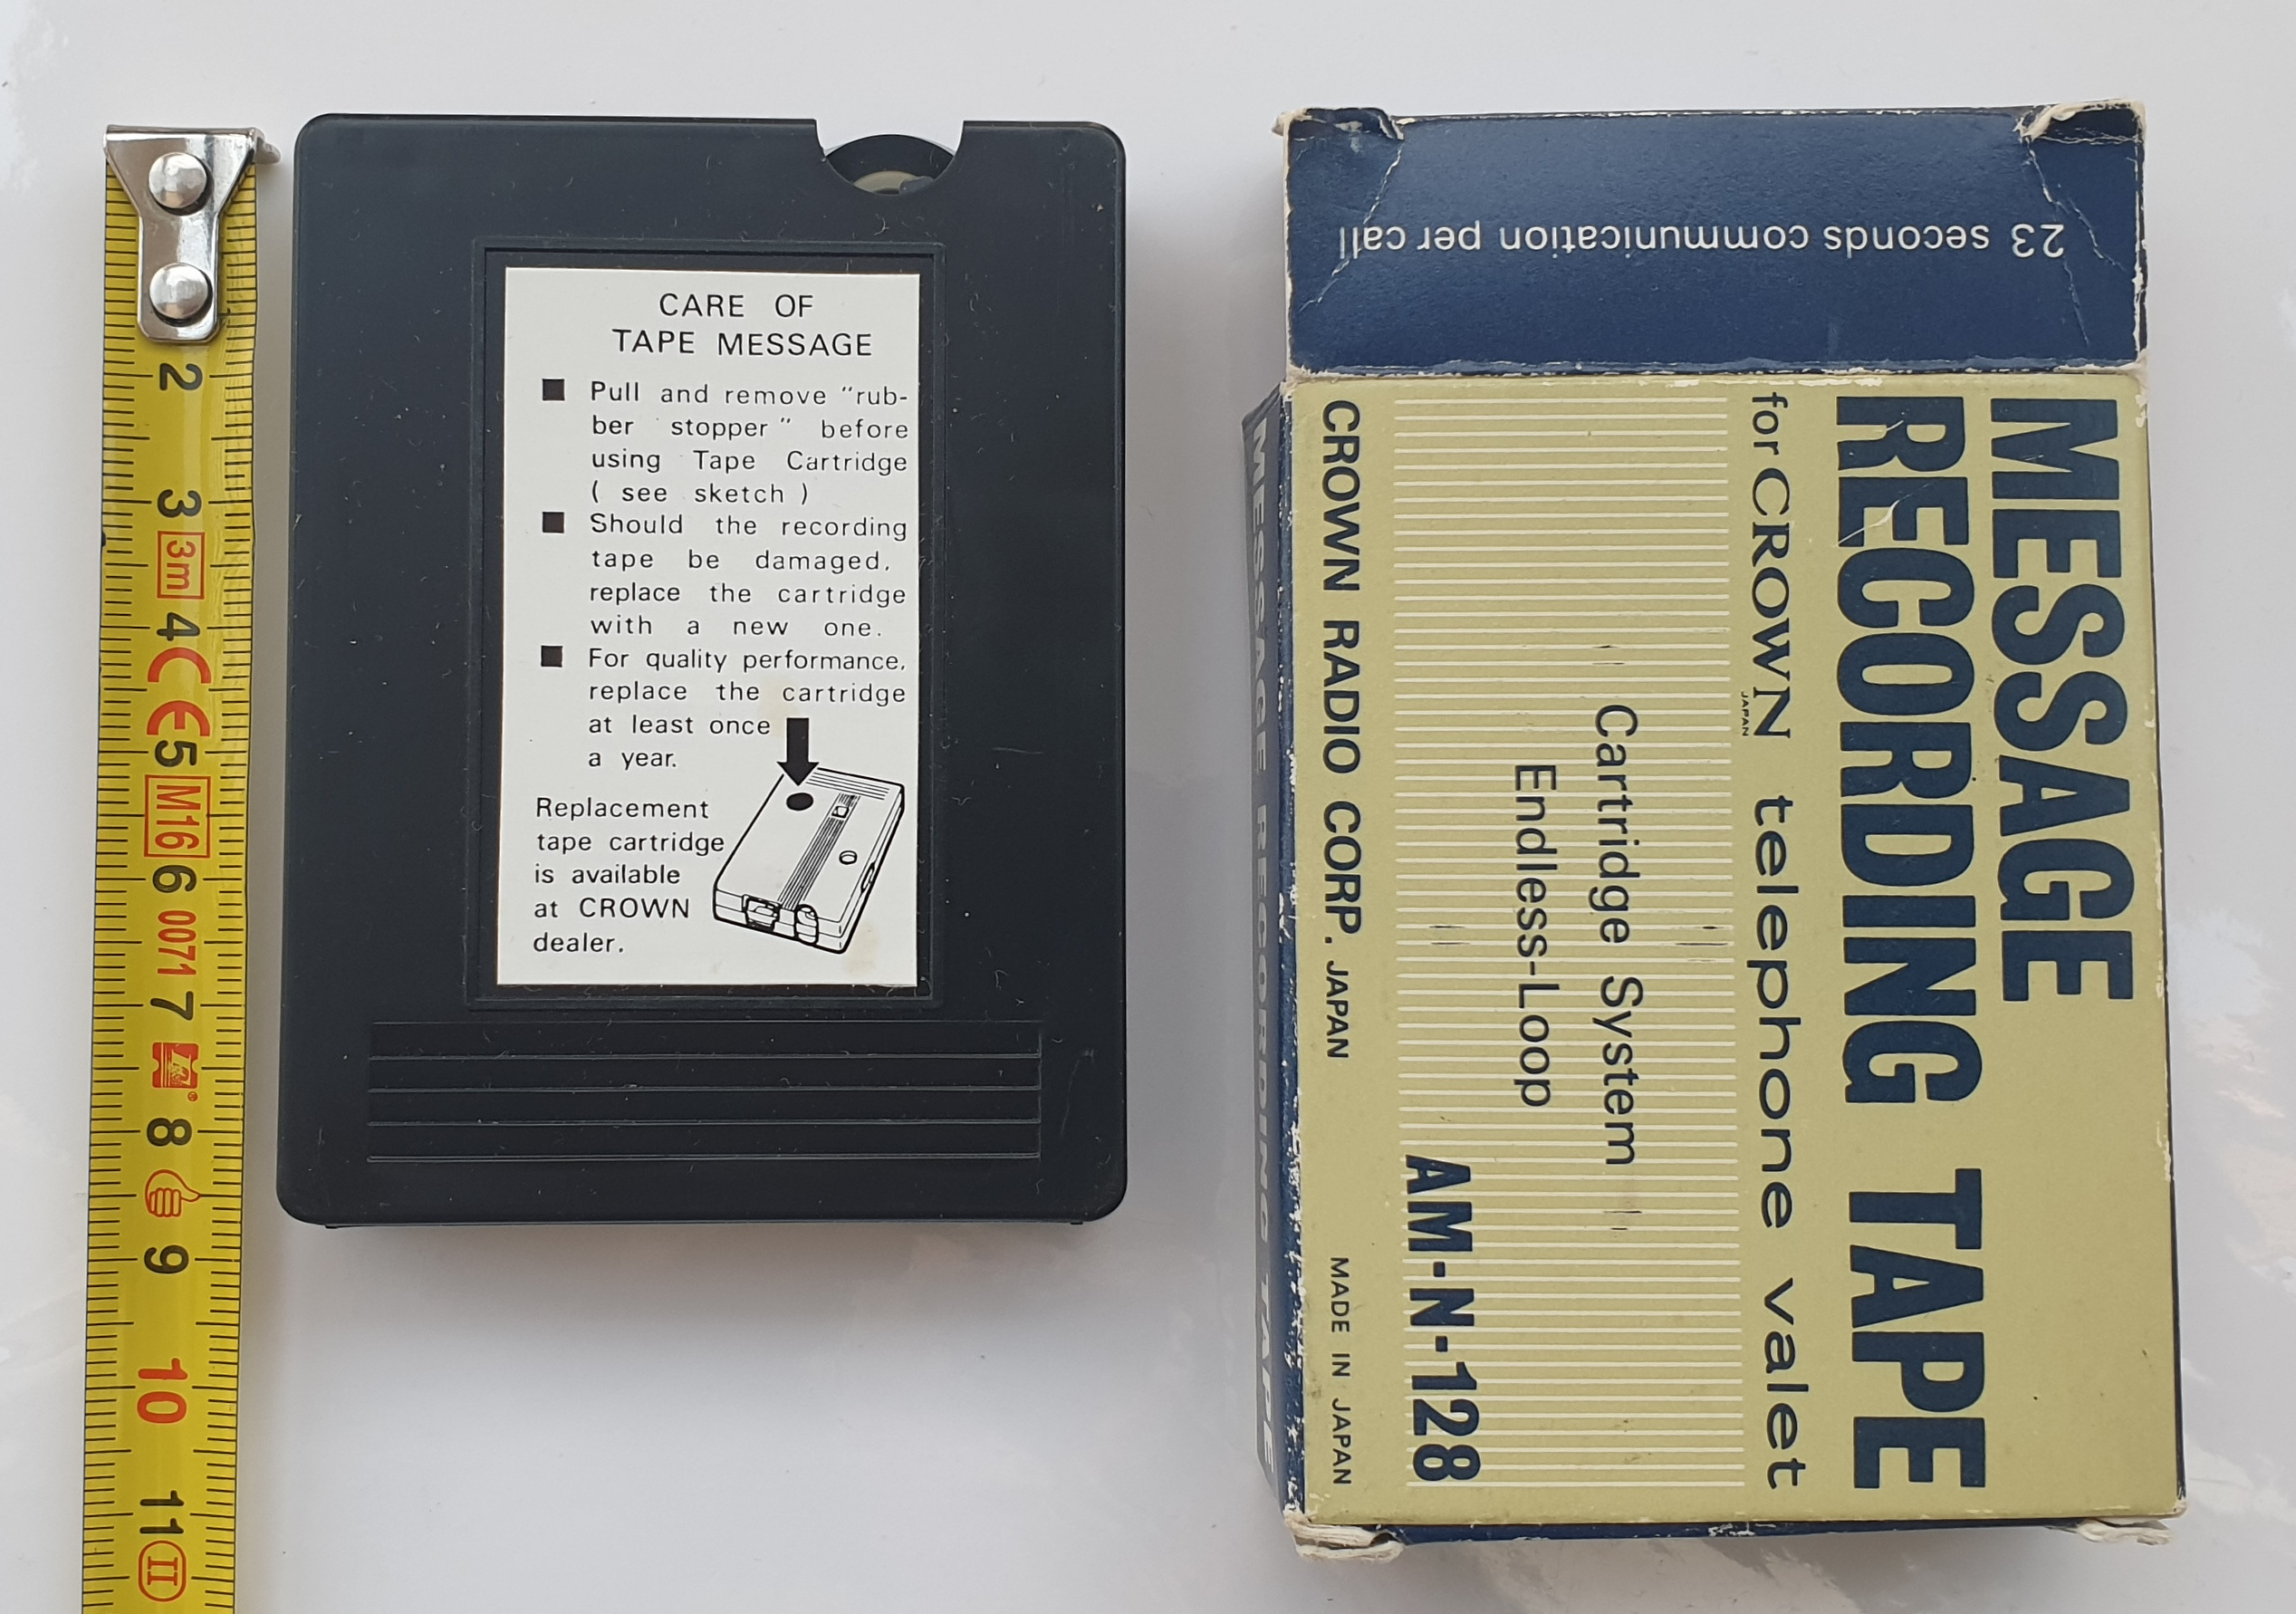 2
3
3m
4
CE
5
M16
6
0071
7
8
9
10
11
II
CARE OF
TAPE MESSAGE
■ Pull and remove "rub-
ber stopper" before
using Tape Cartridge
( see sketch )
■ Should the recording
tape be damaged,
replace the cartridge
with a new one.
■ For quality performance,
replace the cartridge
at least once
a year.
Replacement
tape cartridge
is available
at CROWN
dealer.
23 seconds communication per call
MESSAGE
RECORDING TAPE
for CROWN telephone valet
JAPAN
Cartridge System
Endless-Loop
AM-N-128
CROWN RADIO CORP. JAPAN
MADE IN JAPAN
MESSAGE RECORDING TAPE